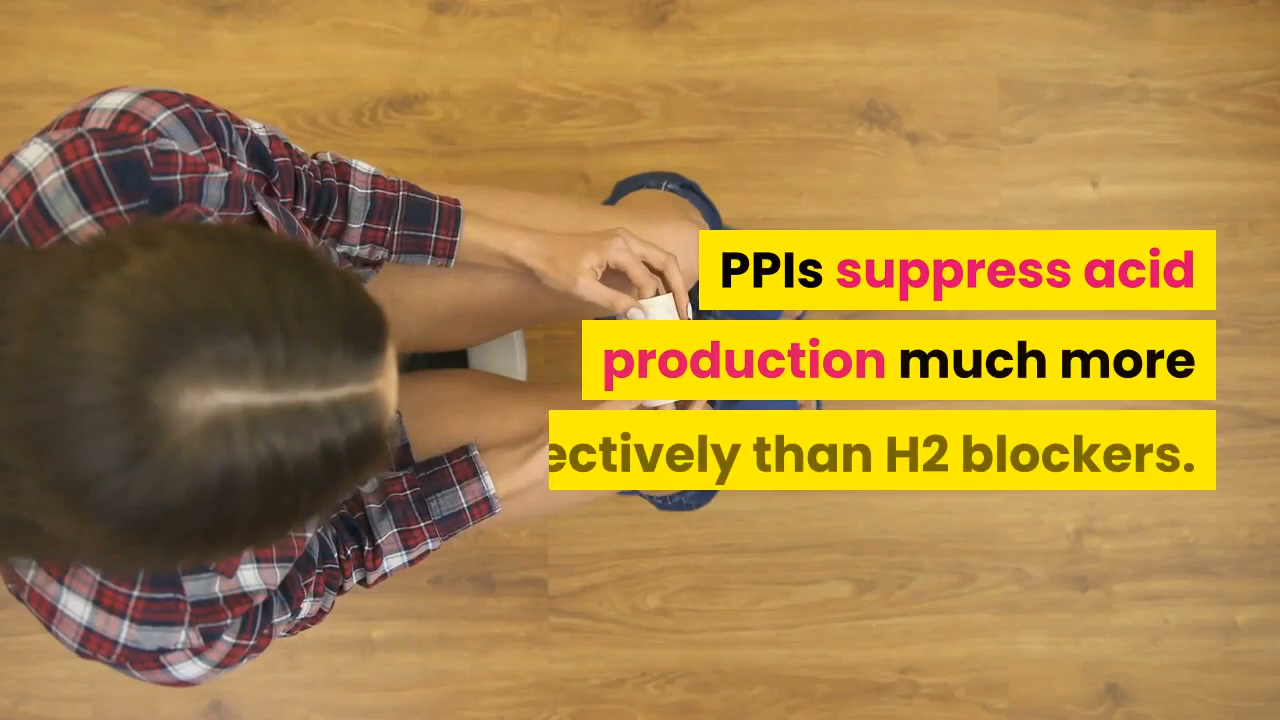 PPIs suppress acid
production much more
ectively than H2 blockers.